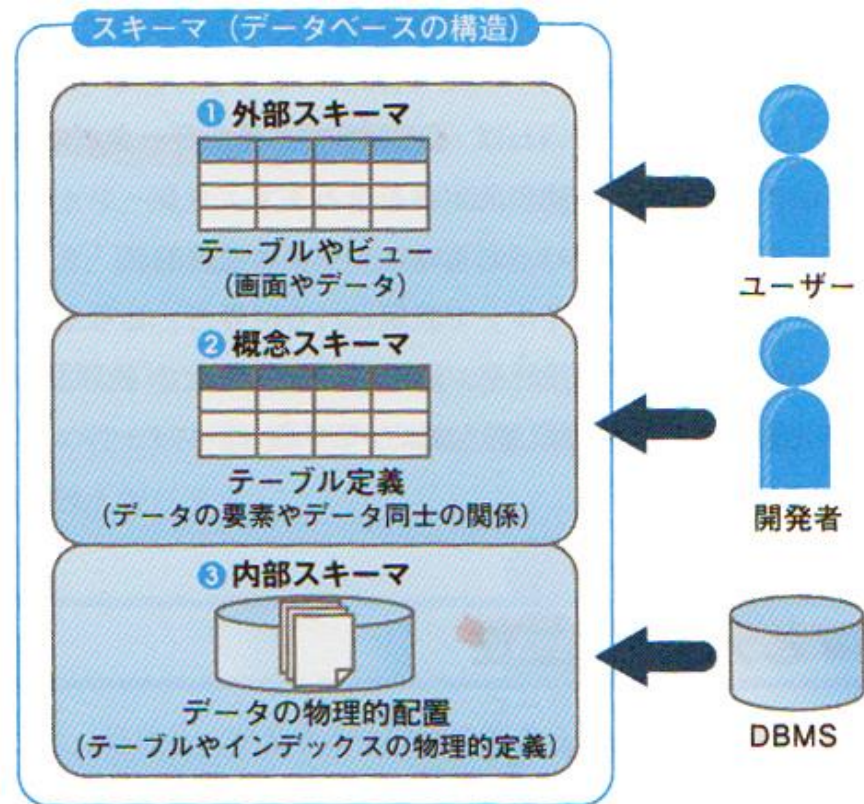 スキーマ（データベースの構造）
❶ 外部スキーマ
テーブルやビュー
（画面やデータ）
ユーザー
❷ 概念スキーマ
テーブル定義
（データの要素やデータ同士の関係）
開発者
❸ 内部スキーマ
データの物理的配置
（テーブルやインデックスの物理的定義）
DBMS